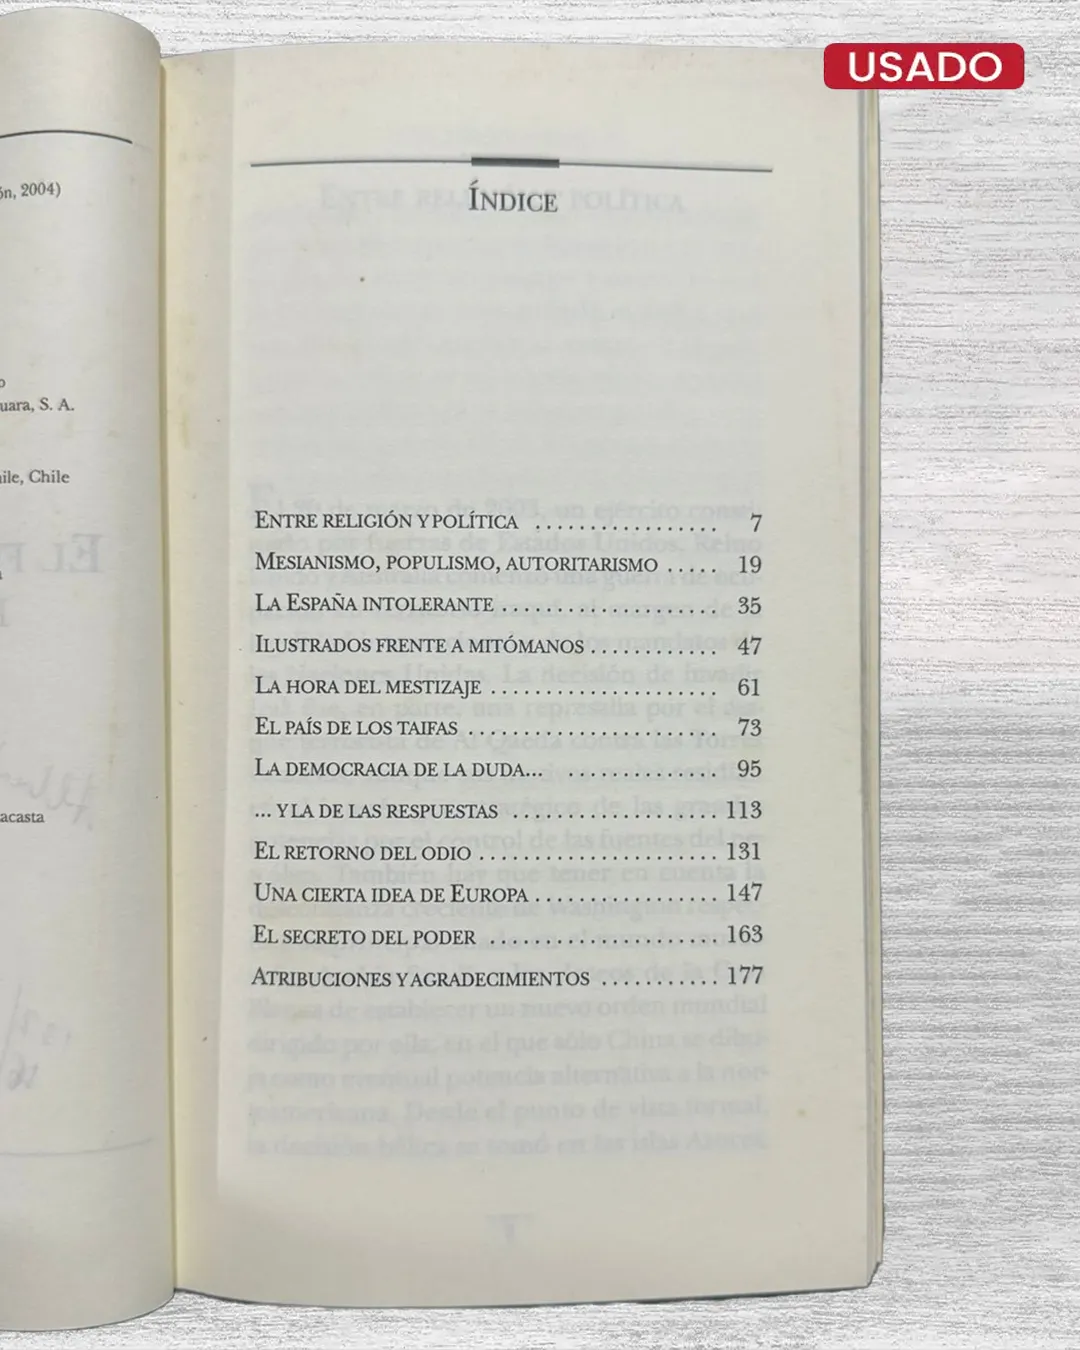 USADO
ón, 2004)
uara, S. A.
ile, Chile
acasta
ÍNDICE
ENTRE RELIGIÓN Y POLÍTICA ................. 7
MESIANISMO, POPULISMO, AUTORITARISMO ..... 19
LA ESPAÑA INTOLERANTE .................... 35
ILUSTRADOS FRENTE A MITÓMANOS ............ 47
LA HORA DEL MESTIZAJE ..................... 61
EL PAÍS DE LOS TAIFAS ....................... 73
LA DEMOCRACIA DE LA DUDA... .............. 95
... Y LA DE LAS RESPUESTAS ................... 113
EL RETORNO DEL ODIO ...................... 131
UNA CIERTA IDEA DE EUROPA ................. 147
EL SECRETO DEL PODER ..................... 163
ATRIBUCIONES Y AGRADECIMIENTOS ........... 177